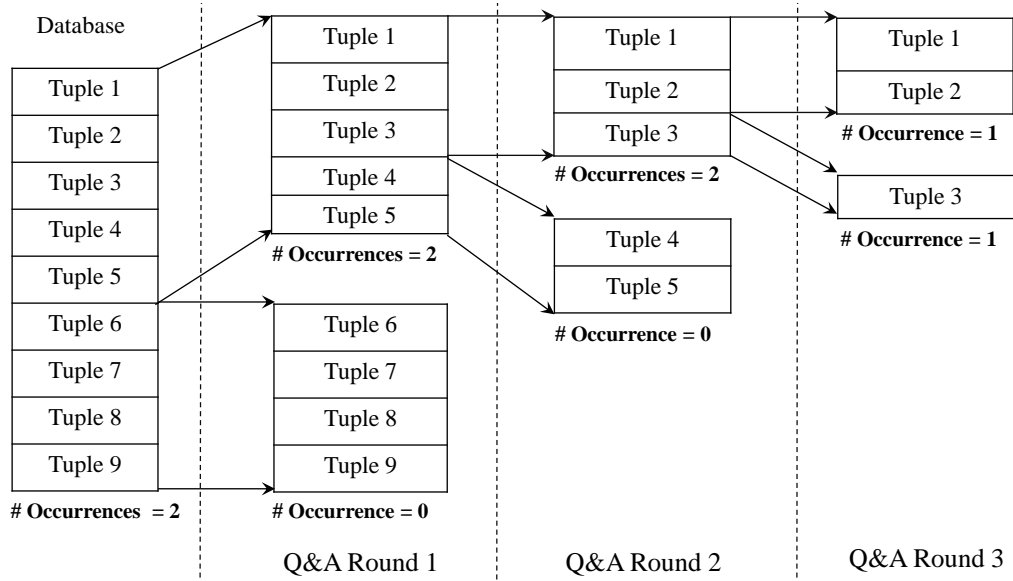 Database
Tuple 1
Tuple 2
Tuple 3
Tuple 4
Tuple 5
Tuple 6
Tuple 7
Tuple 8
Tuple 9
# Occurrences = 2
Tuple 1
Tuple 2
Tuple 3
Tuple 4
Tuple 5
# Occurrences = 2
Tuple 6
Tuple 7
Tuple 8
Tuple 9
# Occurrence = 0
Q&A Round 1
Tuple 1
Tuple 2
Tuple 3
# Occurrences = 2
Tuple 4
Tuple 5
# Occurrence = 0
Q&A Round 2
Tuple 1
Tuple 2
# Occurrence = 1
Tuple 3
# Occurrence = 1
Q&A Round 3